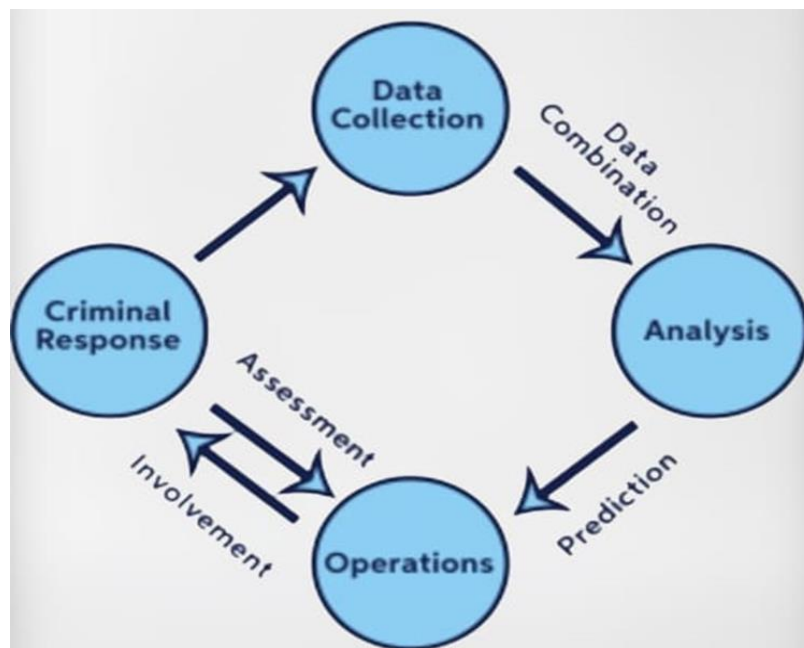 Data
Collection
Data
Combination
Criminal
Response
Analysis
Assessment
Involvement
Prediction
Operations